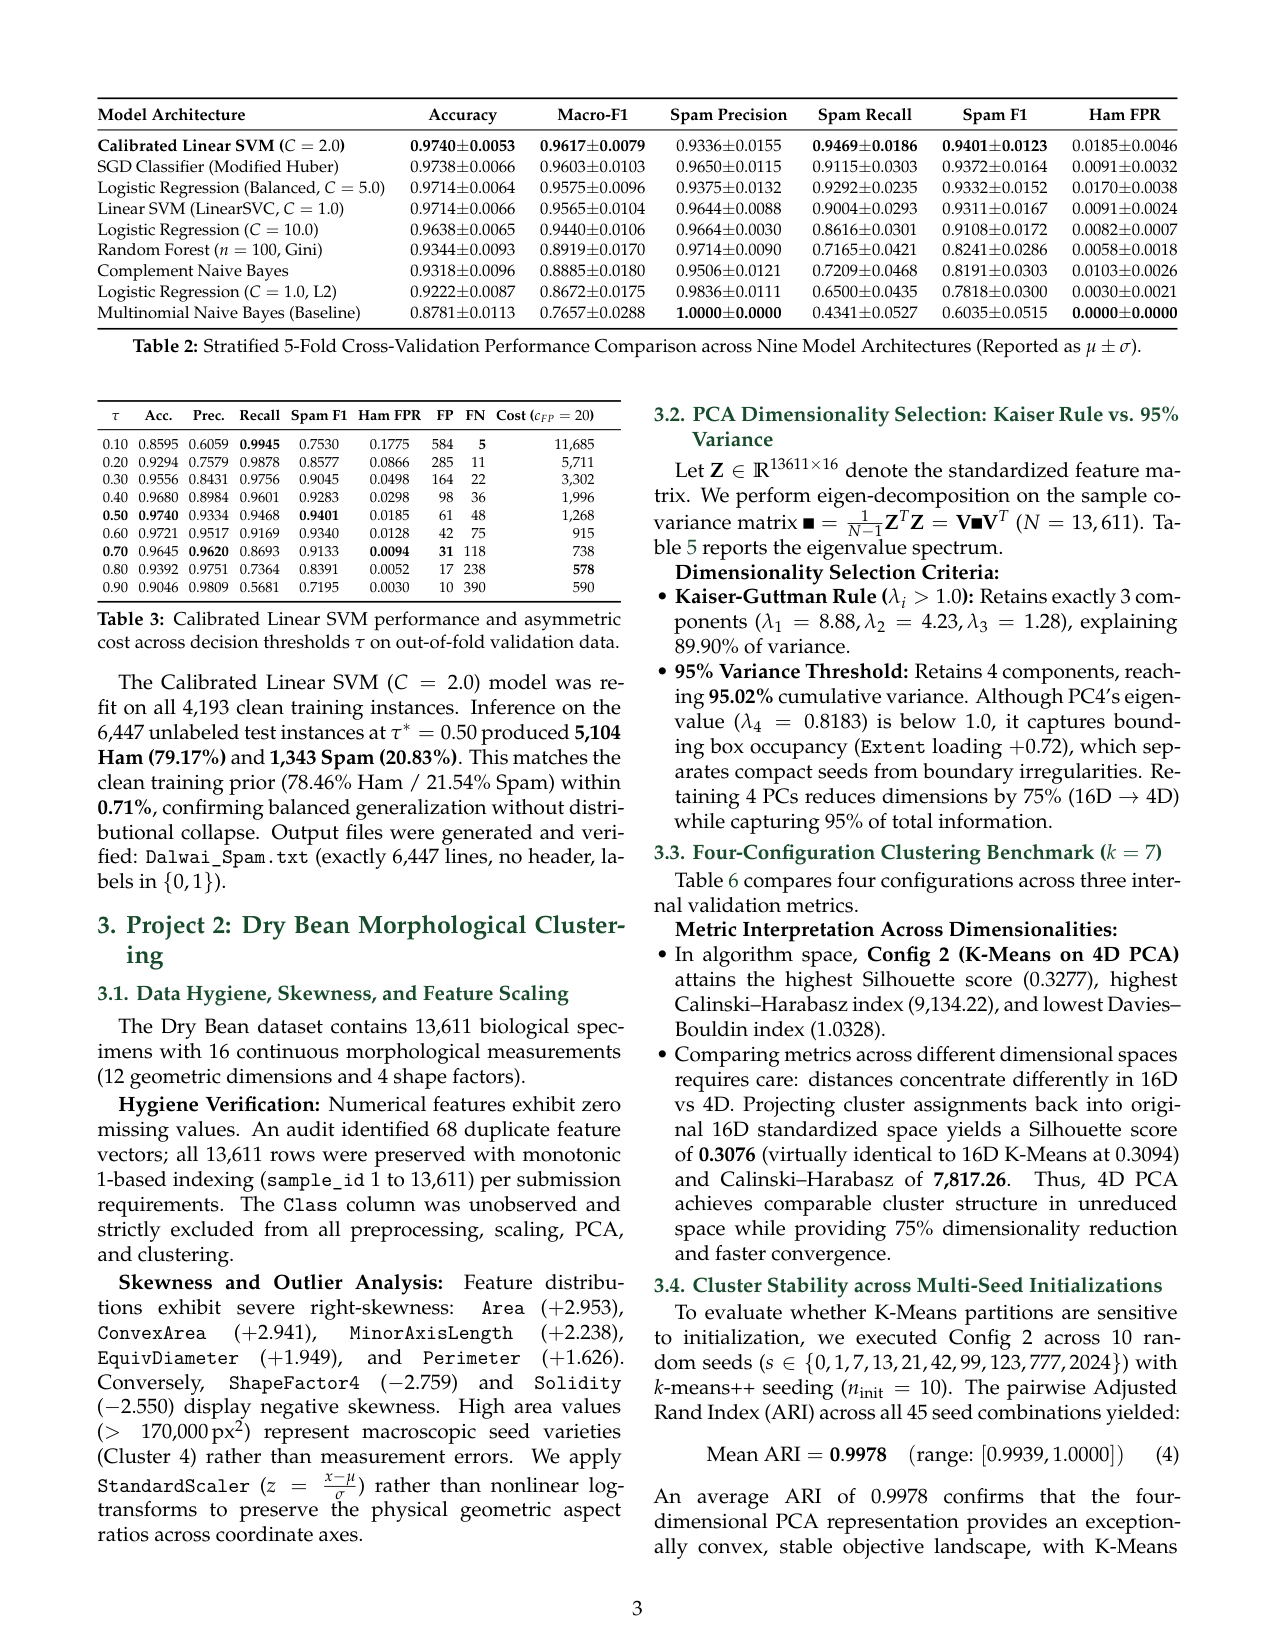 Model Architecture Accuracy Macro-F1 Spam Precision Spam Recall Spam F1 Ham FPR
Calibrated Linear SVM (C = 2.0) 0.9740±0.0053 0.9617±0.0079 0.9336±0.0155 0.9469±0.0186 0.9401±0.0123 0.0185±0.0046
SGD Classifier (Modified Huber) 0.9738±0.0066 0.9603±0.0103 0.9650±0.0115 0.9115±0.0303 0.9372±0.0164 0.0091±0.0032
Logistic Regression (Balanced, C = 5.0) 0.9714±0.0064 0.9575±0.0096 0.9375±0.0132 0.9292±0.0235 0.9332±0.0152 0.0170±0.0038
Linear SVM (LinearSVC, C = 1.0) 0.9714±0.0066 0.9565±0.0104 0.9644±0.0088 0.9004±0.0293 0.9311±0.0167 0.0091±0.0024
Logistic Regression (C = 10.0) 0.9638±0.0065 0.9440±0.0106 0.9664±0.0030 0.8616±0.0301 0.9108±0.0172 0.0082±0.0007
Random Forest (n = 100, Gini) 0.9344±0.0093 0.8919±0.0170 0.9714±0.0090 0.7165±0.0421 0.8241±0.0286 0.0058±0.0018
Complement Naive Bayes 0.9318±0.0096 0.8885±0.0180 0.9506±0.0121 0.7209±0.0468 0.8191±0.0303 0.0103±0.0026
Logistic Regression (C = 1.0, L2) 0.9222±0.0087 0.8672±0.0175 0.9836±0.0111 0.6500±0.0435 0.7818±0.0300 0.0030±0.0021
Multinomial Naive Bayes (Baseline) 0.8781±0.0113 0.7657±0.0288 1.0000±0.0000 0.4341±0.0527 0.6035±0.0515 0.0000±0.0000
Table 2: Stratified 5-Fold Cross-Validation Performance Comparison across Nine Model Architectures (Reported as μ ± σ).
τ Acc. Prec. Recall Spam F1 Ham FPR FP FN Cost (c_FP = 20)
0.10 0.8595 0.6059 0.9945 0.7530 0.1775 584 5 11,685
0.20 0.9294 0.7579 0.9878 0.8577 0.0866 285 11 5,711
0.30 0.9556 0.8431 0.9756 0.9045 0.0498 164 22 3,302
0.40 0.9680 0.8984 0.9601 0.9283 0.0298 98 36 1,996
0.50 0.9740 0.9334 0.9468 0.9401 0.0185 61 48 1,268
0.60 0.9721 0.9517 0.9169 0.9340 0.0128 42 75 915
0.70 0.9645 0.9620 0.8693 0.9133 0.0094 31 118 738
0.80 0.9392 0.9751 0.7364 0.8391 0.0052 17 238 578
0.90 0.9046 0.9809 0.5681 0.7195 0.0030 10 390 590
Table 3: Calibrated Linear SVM performance and asymmetric
cost across decision thresholds τ on out-of-fold validation data.
The Calibrated Linear SVM (C = 2.0) model was re-
fit on all 4,193 clean training instances. Inference on the
6,447 unlabeled test instances at τ* = 0.50 produced 5,104
Ham (79.17%) and 1,343 Spam (20.83%). This matches the
clean training prior (78.46% Ham / 21.54% Spam) within
0.71%, confirming balanced generalization without distri-
butional collapse. Output files were generated and veri-
fied: Dalwai_Spam.txt (exactly 6,447 lines, no header, la-
bels in {0, 1}).
3. Project 2: Dry Bean Morphological Cluster-
ing
3.1. Data Hygiene, Skewness, and Feature Scaling
The Dry Bean dataset contains 13,611 biological spec-
imens with 16 continuous morphological measurements
(12 geometric dimensions and 4 shape factors).
Hygiene Verification: Numerical features exhibit zero
missing values. An audit identified 68 duplicate feature
vectors; all 13,611 rows were preserved with monotonic
1-based indexing (sample_id 1 to 13,611) per submission
requirements. The Class column was unobserved and
strictly excluded from all preprocessing, scaling, PCA,
and clustering.
Skewness and Outlier Analysis: Feature distribu-
tions exhibit severe right-skewness: Area (+2.953),
ConvexArea (+2.941), MinorAxisLength (+2.238),
EquivDiameter (+1.949), and Perimeter (+1.626).
Conversely, ShapeFactor4 (−2.759) and Solidity
(−2.550) display negative skewness. High area values
(> 170,000 px²) represent macroscopic seed varieties
(Cluster 4) rather than measurement errors. We apply
StandardScaler (z = (x−μ)/σ) rather than nonlinear log-
transforms to preserve the physical geometric aspect
ratios across coordinate axes.
3.2. PCA Dimensionality Selection: Kaiser Rule vs. 95%
Variance
Let Z ∈ ℝ^13611×16 denote the standardized feature ma-
trix. We perform eigen-decomposition on the sample co-
variance matrix ■ = 1/(N−1) Z^T Z = V■V^T (N = 13,611). Ta-
ble 5 reports the eigenvalue spectrum.
Dimensionality Selection Criteria:
• Kaiser-Guttman Rule (λ_i > 1.0): Retains exactly 3 com-
ponents (λ₁ = 8.88, λ₂ = 4.23, λ₃ = 1.28), explaining
89.90% of variance.
• 95% Variance Threshold: Retains 4 components, reach-
ing 95.02% cumulative variance. Although PC4's eigen-
value (λ₄ = 0.8183) is below 1.0, it captures bound-
ing box occupancy (Extent loading +0.72), which sep-
arates compact seeds from boundary irregularities. Re-
taining 4 PCs reduces dimensions by 75% (16D → 4D)
while capturing 95% of total information.
3.3. Four-Configuration Clustering Benchmark (k = 7)
Table 6 compares four configurations across three inter-
nal validation metrics.
Metric Interpretation Across Dimensionalities:
• In algorithm space, Config 2 (K-Means on 4D PCA)
attains the highest Silhouette score (0.3277), highest
Calinski–Harabasz index (9,134.22), and lowest Davies–
Bouldin index (1.0328).
• Comparing metrics across different dimensional spaces
requires care: distances concentrate differently in 16D
vs 4D. Projecting cluster assignments back into origi-
nal 16D standardized space yields a Silhouette score
of 0.3076 (virtually identical to 16D K-Means at 0.3094)
and Calinski–Harabasz of 7,817.26. Thus, 4D PCA
achieves comparable cluster structure in unreduced
space while providing 75% dimensionality reduction
and faster convergence.
3.4. Cluster Stability across Multi-Seed Initializations
To evaluate whether K-Means partitions are sensitive
to initialization, we executed Config 2 across 10 ran-
dom seeds (s ∈ {0, 1, 7, 13, 21, 42, 99, 123, 777, 2024}) with
k-means++ seeding (n_init = 10). The pairwise Adjusted
Rand Index (ARI) across all 45 seed combinations yielded:
Mean ARI = 0.9978 (range: [0.9939, 1.0000]) (4)
An average ARI of 0.9978 confirms that the four-
dimensional PCA representation provides an exception-
ally convex, stable objective landscape, with K-Means
3